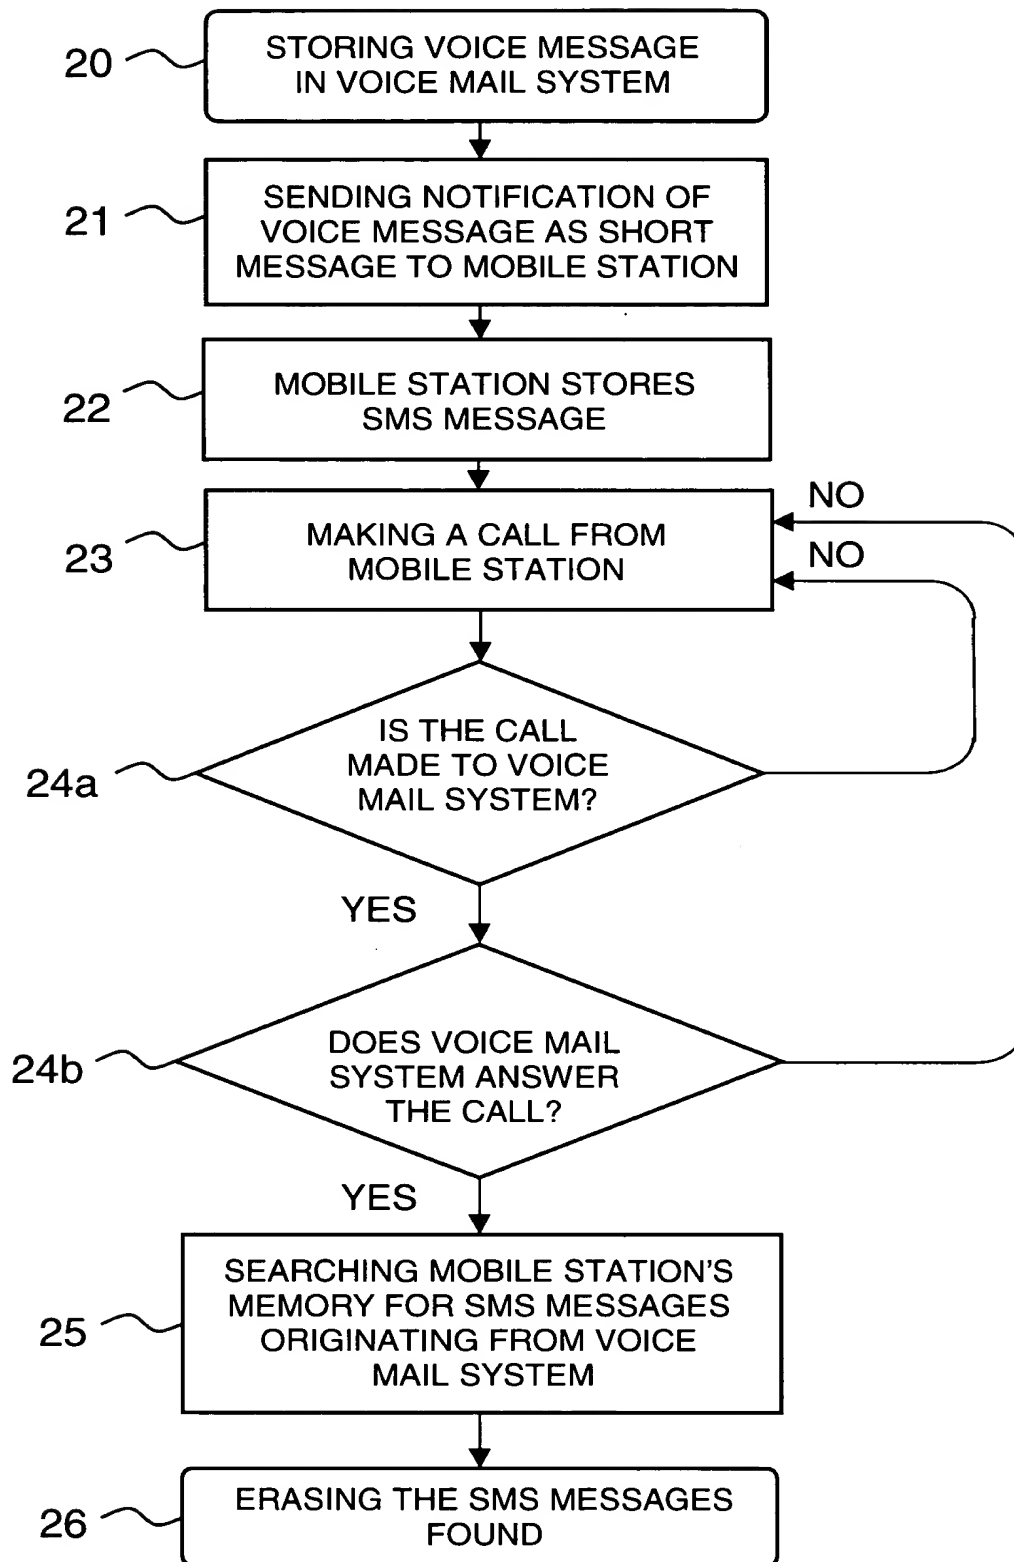 20
STORING VOICE MESSAGE
IN VOICE MAIL SYSTEM
21
SENDING NOTIFICATION OF
VOICE MESSAGE AS SHORT
MESSAGE TO MOBILE STATION
22
MOBILE STATION STORES
SMS MESSAGE
23
MAKING A CALL FROM
MOBILE STATION
NO
NO
24a
IS THE CALL
MADE TO VOICE
MAIL SYSTEM?
YES
24b
DOES VOICE MAIL
SYSTEM ANSWER
THE CALL?
YES
25
SEARCHING MOBILE STATION'S
MEMORY FOR SMS MESSAGES
ORIGINATING FROM VOICE
MAIL SYSTEM
26
ERASING THE SMS MESSAGES
FOUND